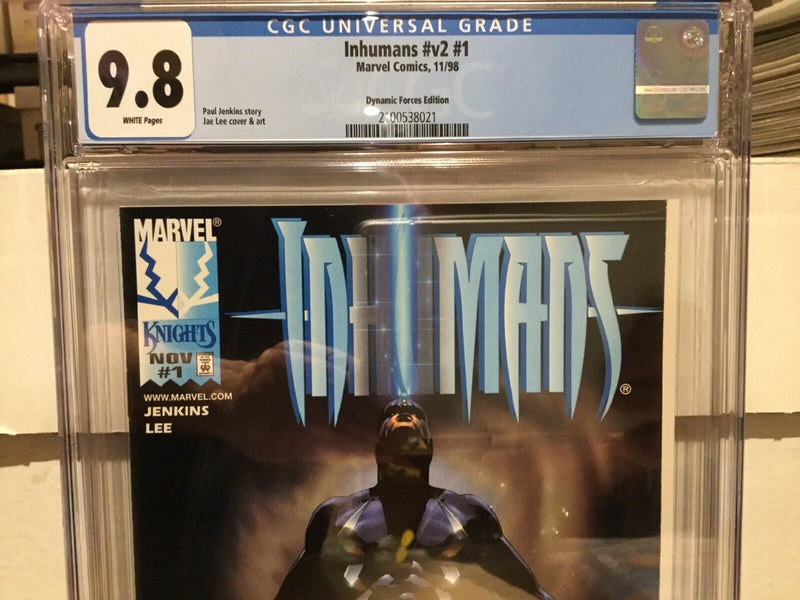 CGC UNIVERSAL GRADE
9.8
WHITE Pages
Inhumans #v2 #1
Marvel Comics, 11/98
Dynamic Forces Edition
Paul Jenkins story
Jae Lee cover & art
2100538021
MARVEL®
KNIGHTS
NOV
#1
WWW.MARVEL.COM
JENKINS
LEE
INHUMANS®